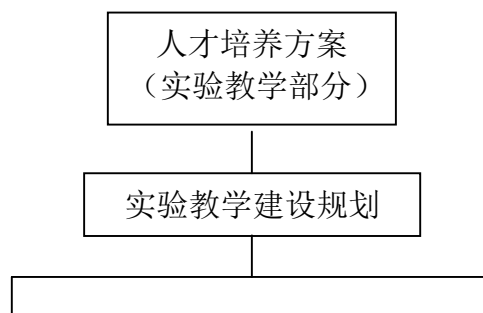 人才培养方案
（实验教学部分）
实验教学建设规划